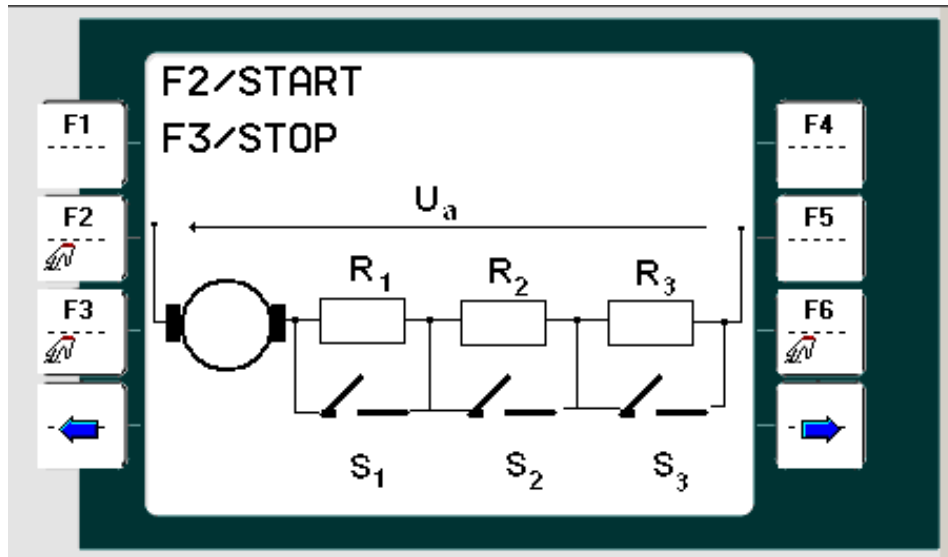 F2/START
F3/STOP
F1
F4
F2
F5
F3
F6
Uₐ
R₁ R₂ R₃
S₁ S₂ S₃